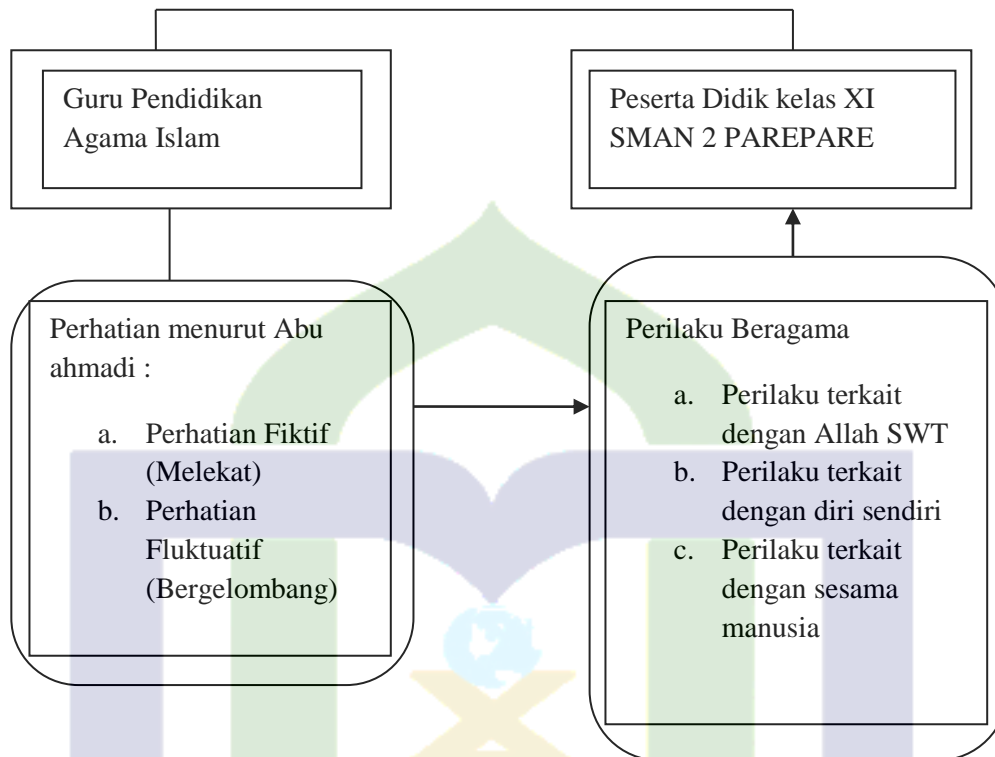 Guru Pendidikan
Agama Islam
Peserta Didik kelas XI
SMAN 2 PAREPARE
Perhatian menurut Abu
ahmadi :
a. Perhatian Fiktif
(Melekat)
b. Perhatian
Fluktuatif
(Bergelombang)
Perilaku Beragama
a. Perilaku terkait
dengan Allah SWT
b. Perilaku terkait
dengan diri sendiri
c. Perilaku terkait
dengan sesama
manusia